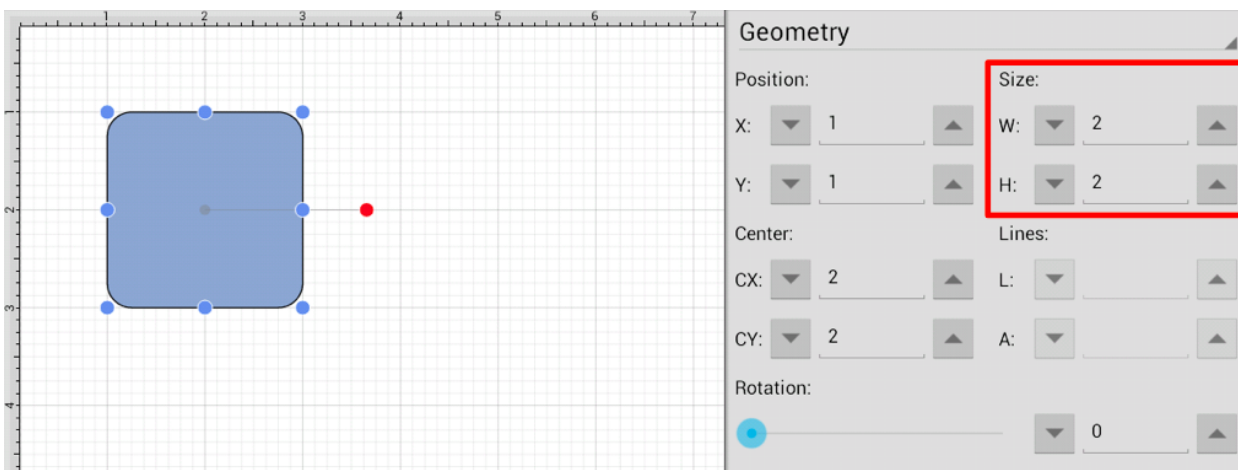 1 2 3 4 5 6 7
1
2
3
4
Geometry
Position:
X: 1
Y: 1
Size:
W: 2
H: 2
Center:
CX: 2
CY: 2
Lines:
L:
A:
Rotation:
0